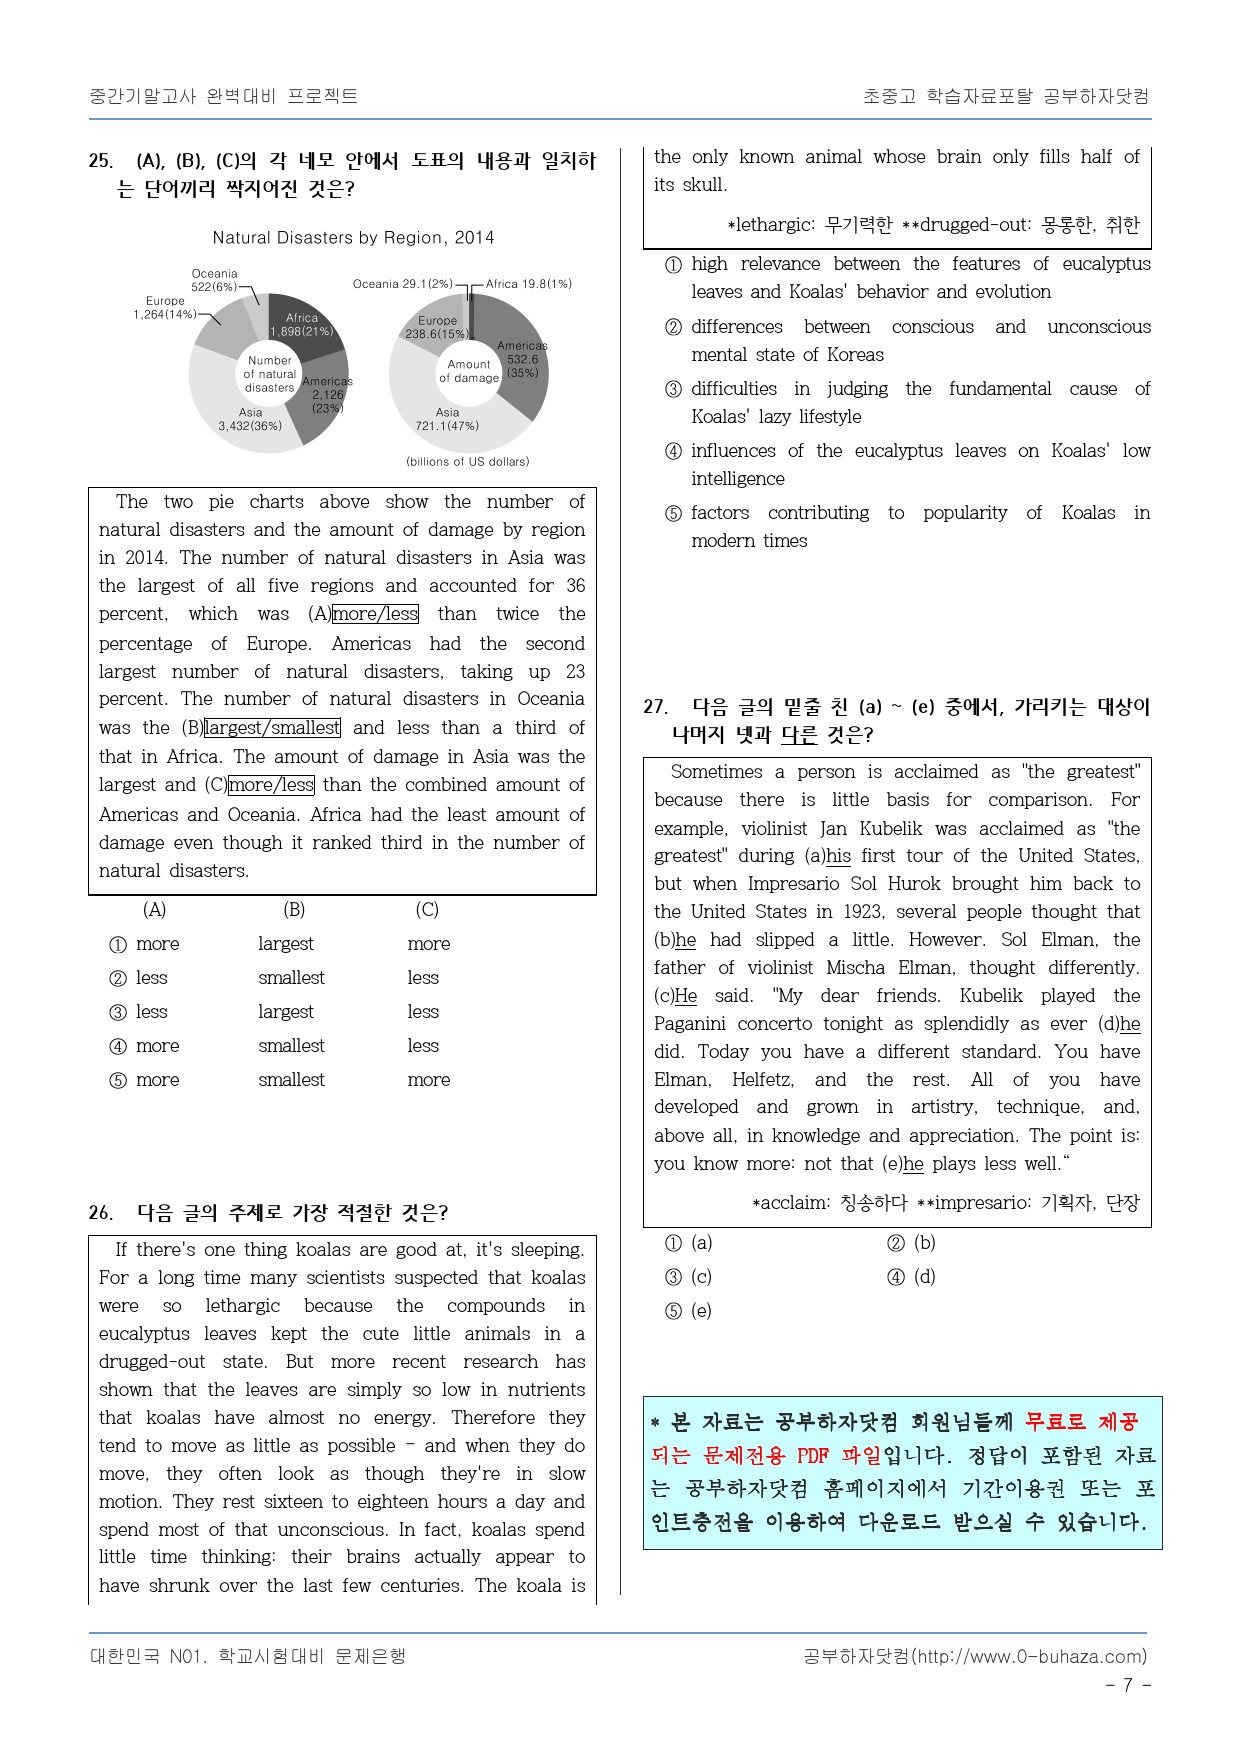 중간기말고사 완벽대비 프로젝트
초중고 학습자료포탈 공부하자닷컴
25. (A), (B), (C)의 각 네모 안에서 도표의 내용과 일치하
는 단어끼리 짝지어진 것은?
Natural Disasters by Region, 2014
Oceania
522(6%)
Europe
1,264(14%)
Africa
1,898(21%)
Number
of natural
disasters
Americas
2,126
(23%)
Asia
3,432(36%)
Oceania 29.1(2%)
Africa 19.8(1%)
Europe
238.6(15%)
Americas
532.6
(35%)
Amount
of damage
Asia
721.1(47%)
(billions of US dollars)
The two pie charts above show the number of
natural disasters and the amount of damage by region
in 2014. The number of natural disasters in Asia was
the largest of all five regions and accounted for 36
percent, which was (A)more/less than twice the
percentage of Europe. Americas had the second
largest number of natural disasters, taking up 23
percent. The number of natural disasters in Oceania
was the (B)largest/smallest and less than a third of
that in Africa. The amount of damage in Asia was the
largest and (C)more/less than the combined amount of
Americas and Oceania. Africa had the least amount of
damage even though it ranked third in the number of
natural disasters.
(A) (B) (C)
① more largest more
② less smallest less
③ less largest less
④ more smallest less
⑤ more smallest more
26. 다음 글의 주제로 가장 적절한 것은?
If there's one thing koalas are good at, it's sleeping.
For a long time many scientists suspected that koalas
were so lethargic because the compounds in
eucalyptus leaves kept the cute little animals in a
drugged-out state. But more recent research has
shown that the leaves are simply so low in nutrients
that koalas have almost no energy. Therefore they
tend to move as little as possible - and when they do
move, they often look as though they're in slow
motion. They rest sixteen to eighteen hours a day and
spend most of that unconscious. In fact, koalas spend
little time thinking: their brains actually appear to
have shrunk over the last few centuries. The koala is
the only known animal whose brain only fills half of
its skull.
*lethargic: 무기력한 **drugged-out: 몽롱한, 취한
① high relevance between the features of eucalyptus
leaves and Koalas' behavior and evolution
② differences between conscious and unconscious
mental state of Koreas
③ difficulties in judging the fundamental cause of
Koalas' lazy lifestyle
④ influences of the eucalyptus leaves on Koalas' low
intelligence
⑤ factors contributing to popularity of Koalas in
modern times
27. 다음 글의 밑줄 친 (a) ~ (e) 중에서, 가리키는 대상이
나머지 넷과 다른 것은?
Sometimes a person is acclaimed as "the greatest"
because there is little basis for comparison. For
example, violinist Jan Kubelik was acclaimed as "the
greatest" during (a)his first tour of the United States,
but when Impresario Sol Hurok brought him back to
the United States in 1923, several people thought that
(b)he had slipped a little. However. Sol Elman, the
father of violinist Mischa Elman, thought differently.
(c)He said. "My dear friends. Kubelik played the
Paganini concerto tonight as splendidly as ever (d)he
did. Today you have a different standard. You have
Elman, Helfetz, and the rest. All of you have
developed and grown in artistry, technique, and,
above all, in knowledge and appreciation. The point is:
you know more: not that (e)he plays less well.“
*acclaim: 칭송하다 **impresario: 기획자, 단장
① (a) ② (b)
③ (c) ④ (d)
⑤ (e)
* 본 자료는 공부하자닷컴 회원님들께 무료로 제공
되는 문제전용 PDF 파일입니다. 정답이 포함된 자료
는 공부하자닷컴 홈페이지에서 기간이용권 또는 포
인트충전을 이용하여 다운로드 받으실 수 있습니다.
대한민국 N01. 학교시험대비 문제은행
공부하자닷컴(http://www.0-buhaza.com)
- 7 -